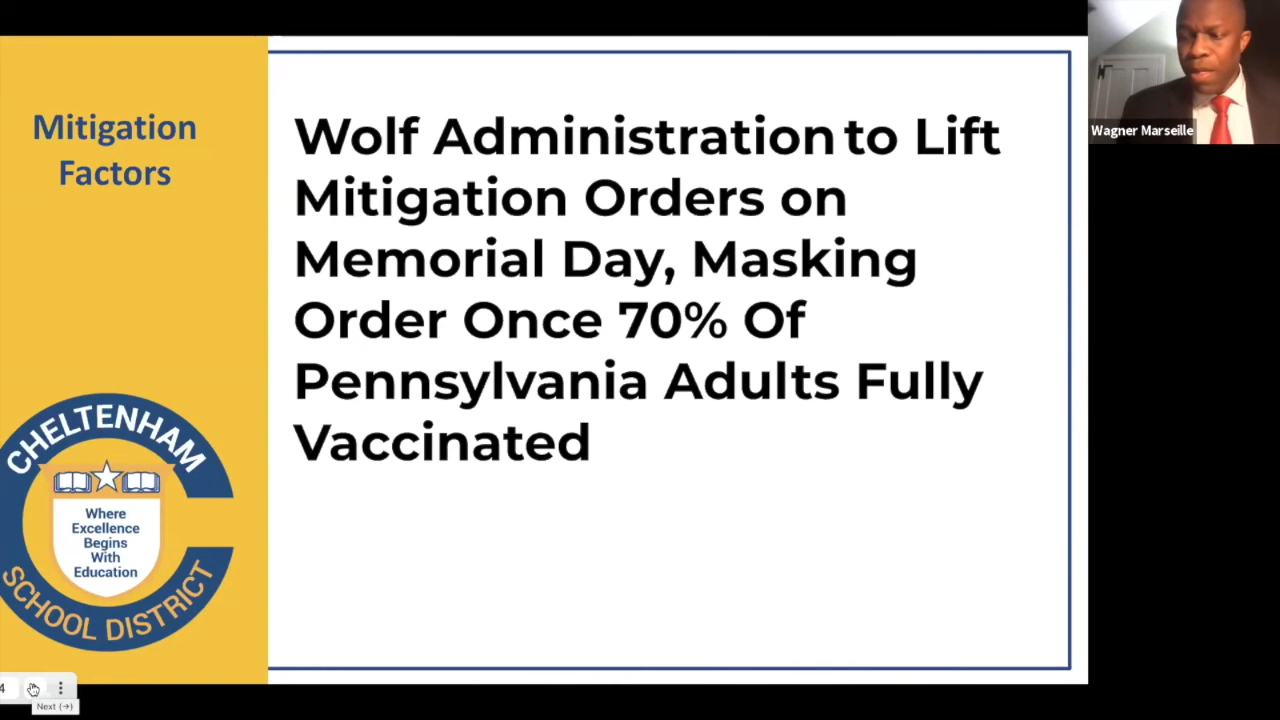 Mitigation
Factors
Wolf Administration to Lift
Mitigation Orders on
Memorial Day, Masking
Order Once 70% Of
Pennsylvania Adults Fully
Vaccinated
CHELTENHAM
Where
Excellence
Begins
With
Education
SCHOOL DISTRICT
Wagner Marseille
4
Next (→)